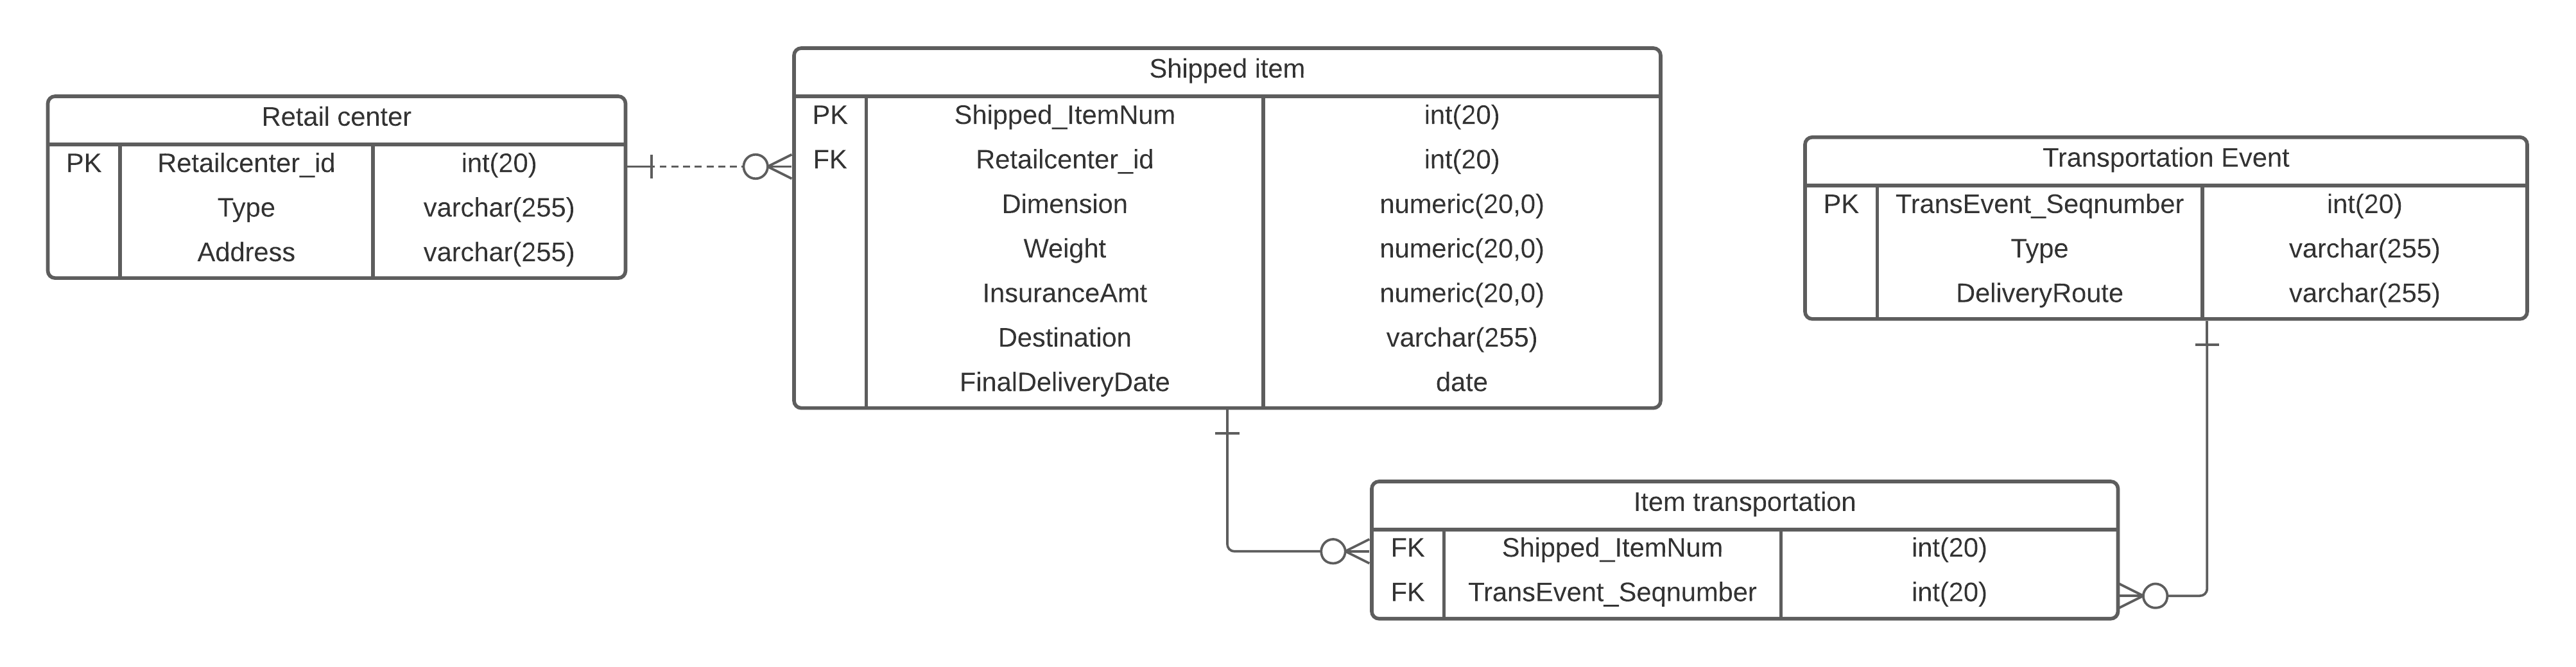 Retail center
PK Retailcenter_id int(20)
Type varchar(255)
Address varchar(255)
Shipped item
PK Shipped_ItemNum int(20)
FK Retailcenter_id int(20)
Dimension numeric(20,0)
Weight numeric(20,0)
InsuranceAmt numeric(20,0)
Destination varchar(255)
FinalDeliveryDate date
Transportation Event
PK TransEvent_Seqnumber int(20)
Type varchar(255)
DeliveryRoute varchar(255)
Item transportation
FK Shipped_ItemNum int(20)
FK TransEvent_Seqnumber int(20)